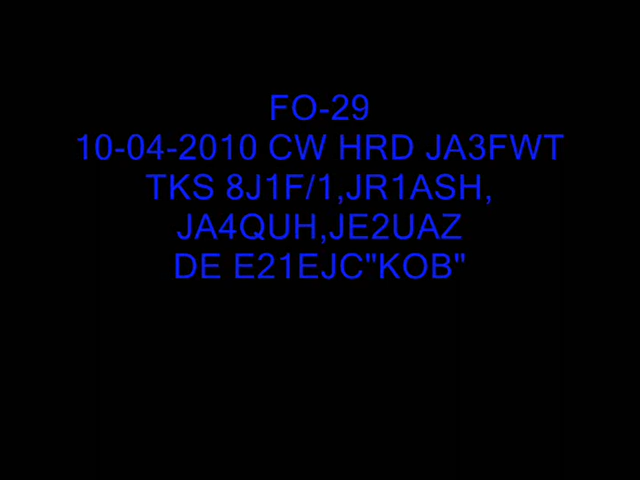 FO-29
10-04-2010 CW HRD JA3FWT
TKS 8J1F/1,JR1ASH,
JA4QUH,JE2UAZ
DE E21EJC"KOB"